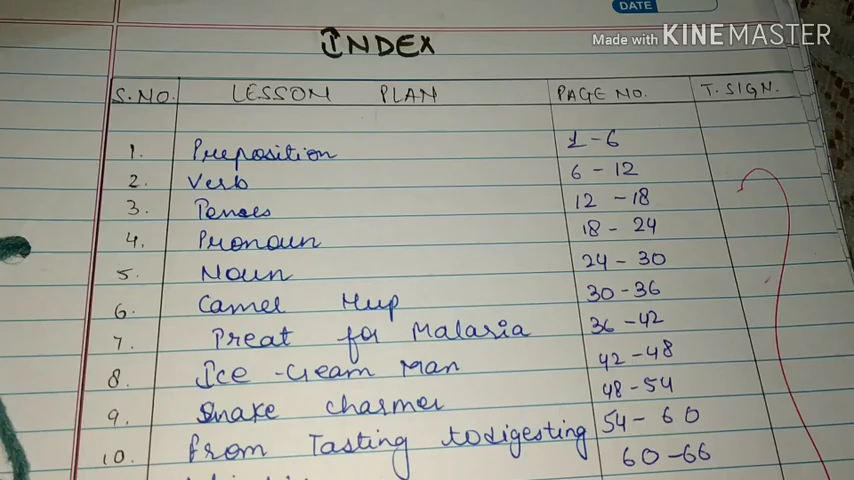 DATE
Made with KINEMASTER
INDEX
S.NO. LESSON PLAN PAGE NO. T. SIGN.
1. Preposition 1-6
2. Verb 6-12
3. Tenses 12-18
4. Pronoun 18-24
5. Noun 24-30
6. Camel Hup 30-36
7. Preat for Malaria 36-42
8. Ice-Cream Man 42-48
9. Snake charmer 48-54
10. from Tasting to digesting 54-60
60-66